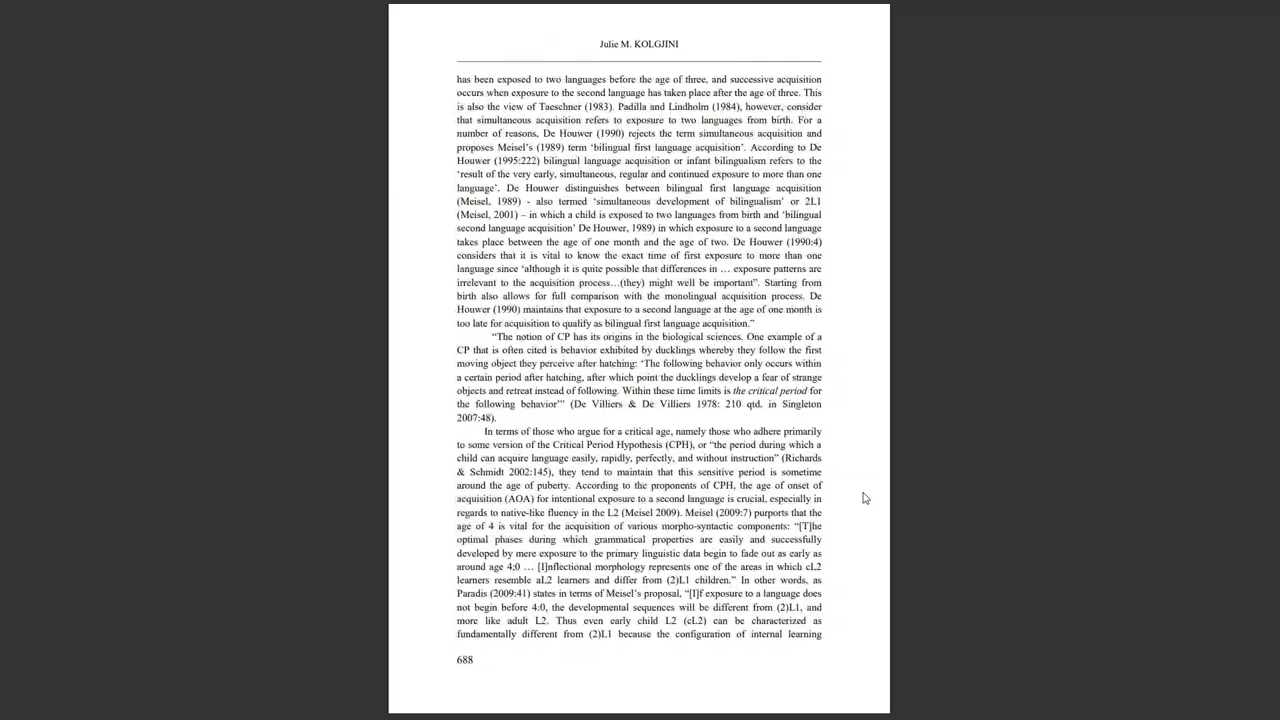 Julie M. KOLGJINI
has been exposed to two languages before the age of three, and successive acquisition
occurs when exposure to the second language has taken place after the age of three. This
is also the view of Taeschner (1983). Padilla and Lindholm (1984), however, consider
that simultaneous acquisition refers to exposure to two languages from birth. For a
number of reasons, De Houwer (1990) rejects the term simultaneous acquisition and
proposes Meisel's (1989) term ‘bilingual first language acquisition’. According to De
Houwer (1995:222) bilingual language acquisition or infant bilingualism refers to the
‘result of the very early, simultaneous, regular and continued exposure to more than one
language’. De Houwer distinguishes between bilingual first language acquisition
(Meisel, 1989) - also termed ‘simultaneous development of bilingualism’ or 2L1
(Meisel, 2001) – in which a child is exposed to two languages from birth and ‘bilingual
second language acquisition’ De Houwer, 1989) in which exposure to a second language
takes place between the age of one month and the age of two. De Houwer (1990:4)
considers that it is vital to know the exact time of first exposure to more than one
language since ‘although it is quite possible that differences in … exposure patterns are
irrelevant to the acquisition process…(they) might well be important”. Starting from
birth also allows for full comparison with the monolingual acquisition process. De
Houwer (1990) maintains that exposure to a second language at the age of one month is
too late for acquisition to qualify as bilingual first language acquisition.”
“The notion of CP has its origins in the biological sciences. One example of a
CP that is often cited is behavior exhibited by ducklings whereby they follow the first
moving object they perceive after hatching: ‘The following behavior only occurs within
a certain period after hatching, after which point the ducklings develop a fear of strange
objects and retreat instead of following. Within these time limits is the critical period for
the following behavior’” (De Villiers & De Villiers 1978: 210 qtd. in Singleton
2007:48).
In terms of those who argue for a critical age, namely those who adhere primarily
to some version of the Critical Period Hypothesis (CPH), or “the period during which a
child can acquire language easily, rapidly, perfectly, and without instruction” (Richards
& Schmidt 2002:145), they tend to maintain that this sensitive period is sometime
around the age of puberty. According to the proponents of CPH, the age of onset of
acquisition (AOA) for intentional exposure to a second language is crucial, especially in
regards to native-like fluency in the L2 (Meisel 2009). Meisel (2009:7) purports that the
age of 4 is vital for the acquisition of various morpho-syntactic components: “[T]he
optimal phases during which grammatical properties are easily and successfully
developed by mere exposure to the primary linguistic data begin to fade out as early as
around age 4;0 … [I]nflectional morphology represents one of the areas in which cL2
learners resemble aL2 learners and differ from (2)L1 children.” In other words, as
Paradis (2009:41) states in terms of Meisel's proposal, “[I]f exposure to a language does
not begin before 4:0, the developmental sequences will be different from (2)L1, and
more like adult L2. Thus even early child L2 (cL2) can be characterized as
fundamentally different from (2)L1 because the configuration of internal learning
688